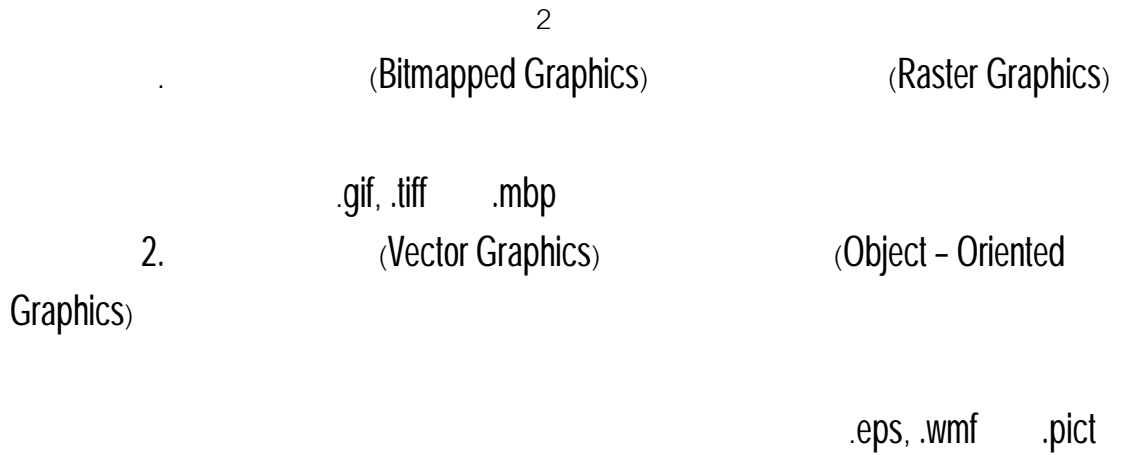 2
. (Bitmapped Graphics) (Raster Graphics)
.gif, .tiff .mbp
2. (Vector Graphics) (Object – Oriented
Graphics)
.eps, .wmf .pict